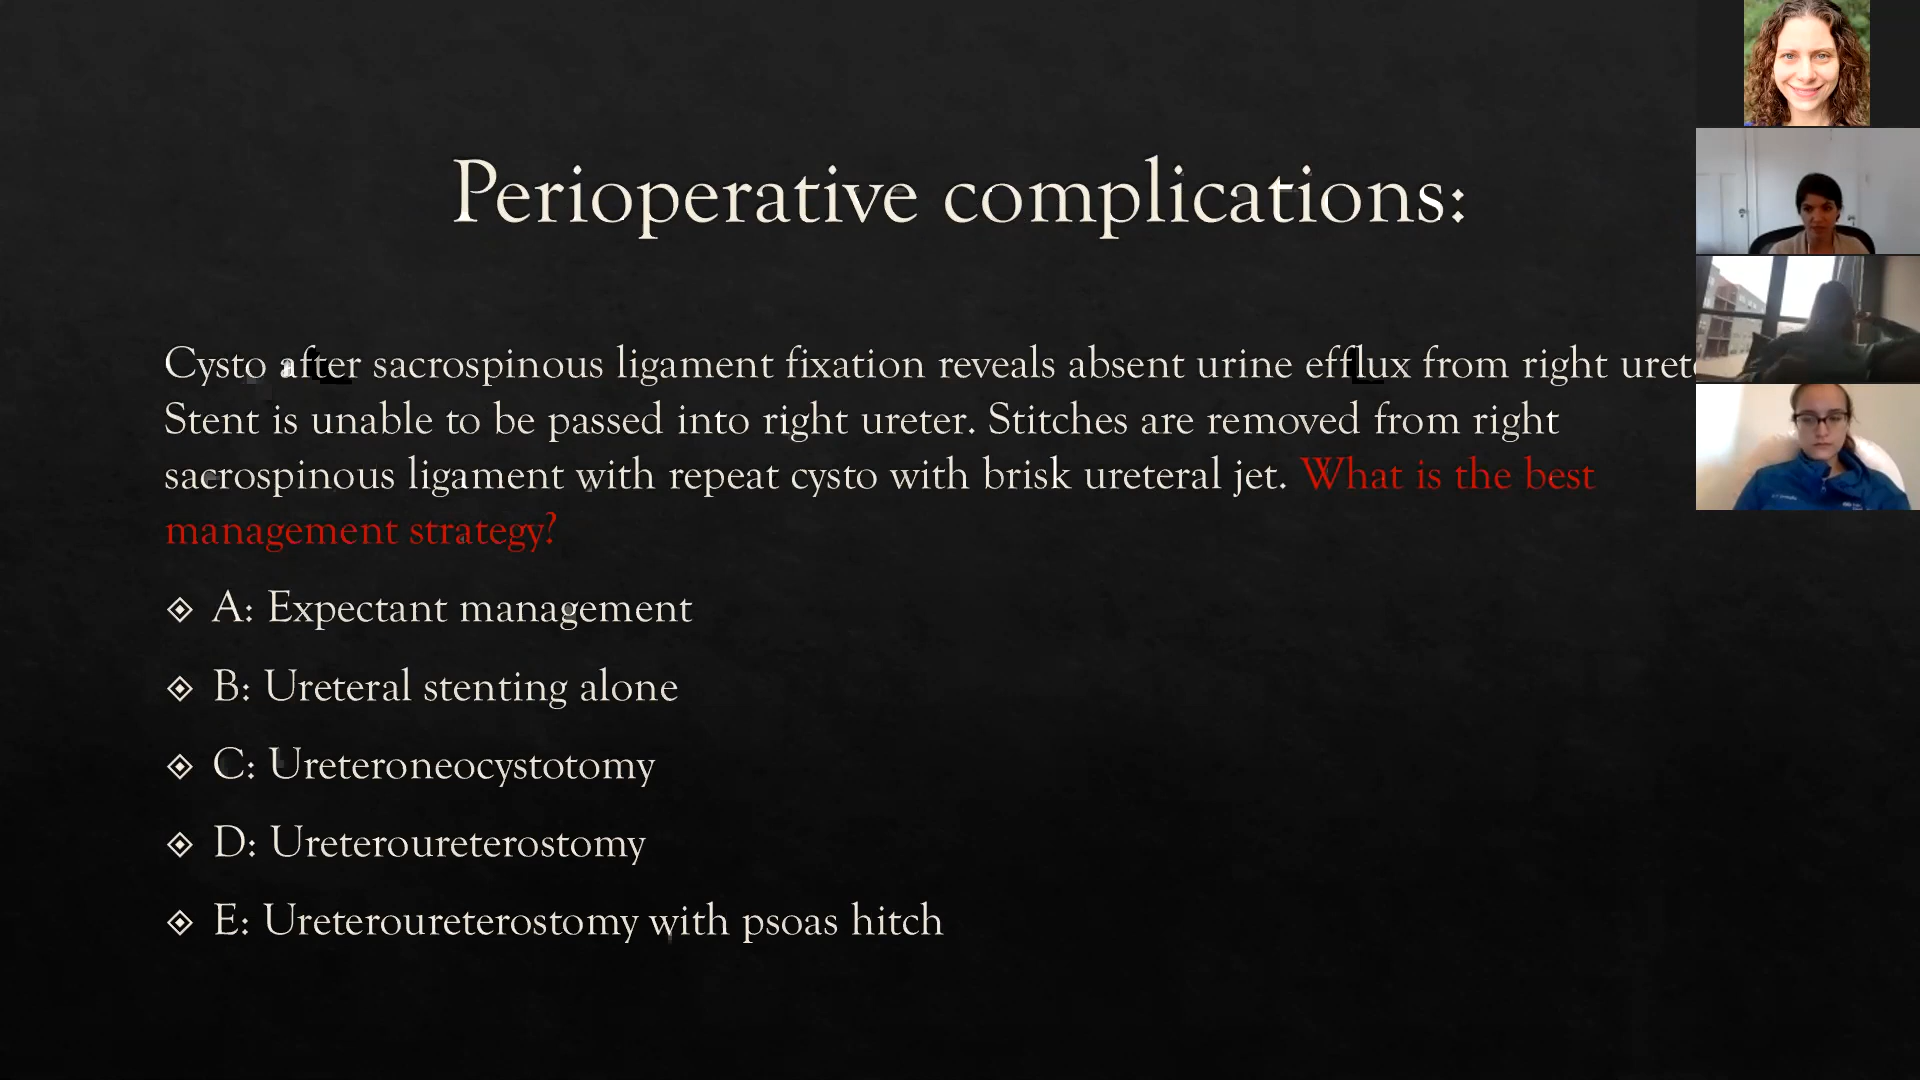 Perioperative complications:
Cysto after sacrospinous ligament fixation reveals absent urine efflux from right
Stent is unable to be passed into right ureter. Stitches are removed from right
sacrospinous ligament with repeat cysto with brisk ureteral jet. What is the best
management strategy?
A: Expectant management
B: Ureteral stenting alone
C: Ureteroneocystotomy
D: Ureteroureterostomy
E: Ureteroureterostomy with psoas hitch